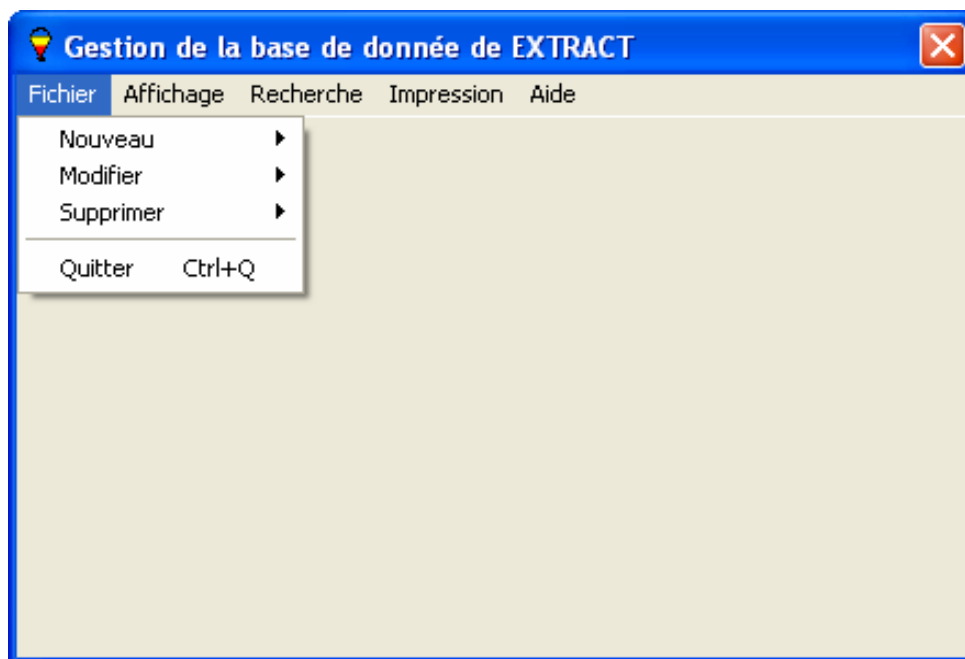 Gestion de la base de donnée de EXTRACT
Fichier Affichage Recherche Impression Aide
Nouveau
Modifier
Supprimer
Quitter Ctrl+Q